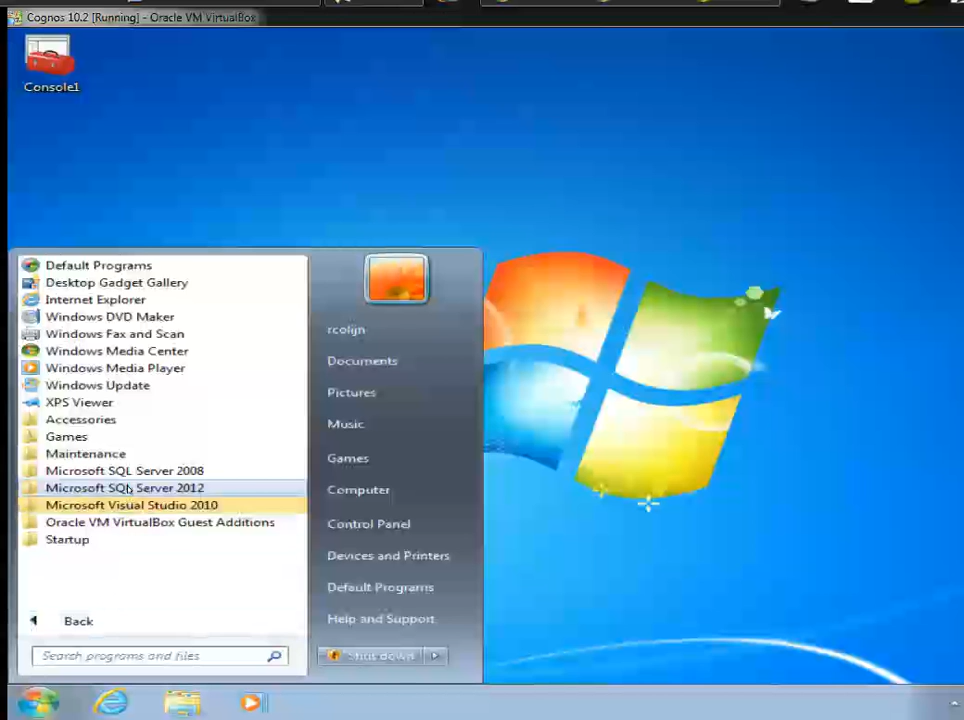 Cognos 10.2 [Running] - Oracle VM VirtualBox
Console1
Default Programs
Desktop Gadget Gallery
Internet Explorer
Windows DVD Maker
Windows Fax and Scan
Windows Media Center
Windows Media Player
Windows Update
XPS Viewer
Accessories
Games
Maintenance
Microsoft SQL Server 2008
Microsoft SQL Server 2012
Microsoft Visual Studio 2010
Oracle VM VirtualBox Guest Additions
Startup
Back
Search programs and files
rcolijn
Documents
Pictures
Music
Games
Computer
Control Panel
Devices and Printers
Default Programs
Help and Support
Shut down